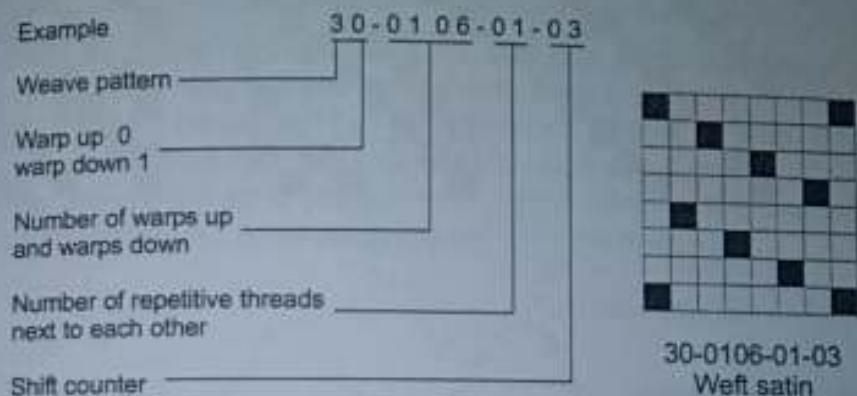 Example 30-0106-01-03
Weave pattern
Warp up 0
warp down 1
Number of warps up
and warps down
Number of repetitive threads
next to each other
Shift counter
30-0106-01-03
Weft satin